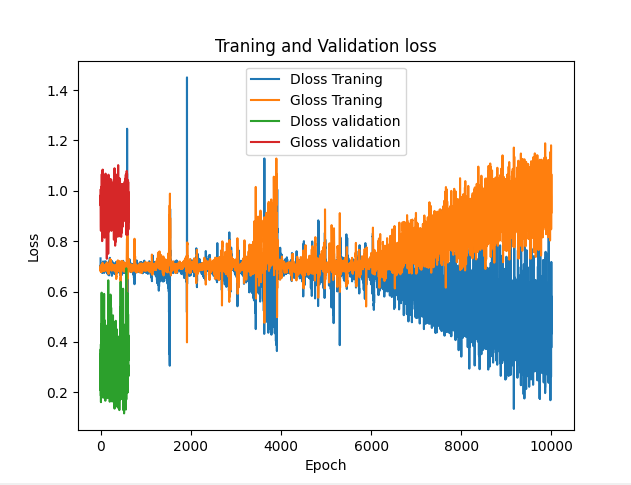 Traning and Validation loss
Dloss Traning
Gloss Traning
Dloss validation
Gloss validation
Loss
1.4
1.2
1.0
0.8
0.6
0.4
0.2
0
2000
4000
6000
8000
10000
Epoch